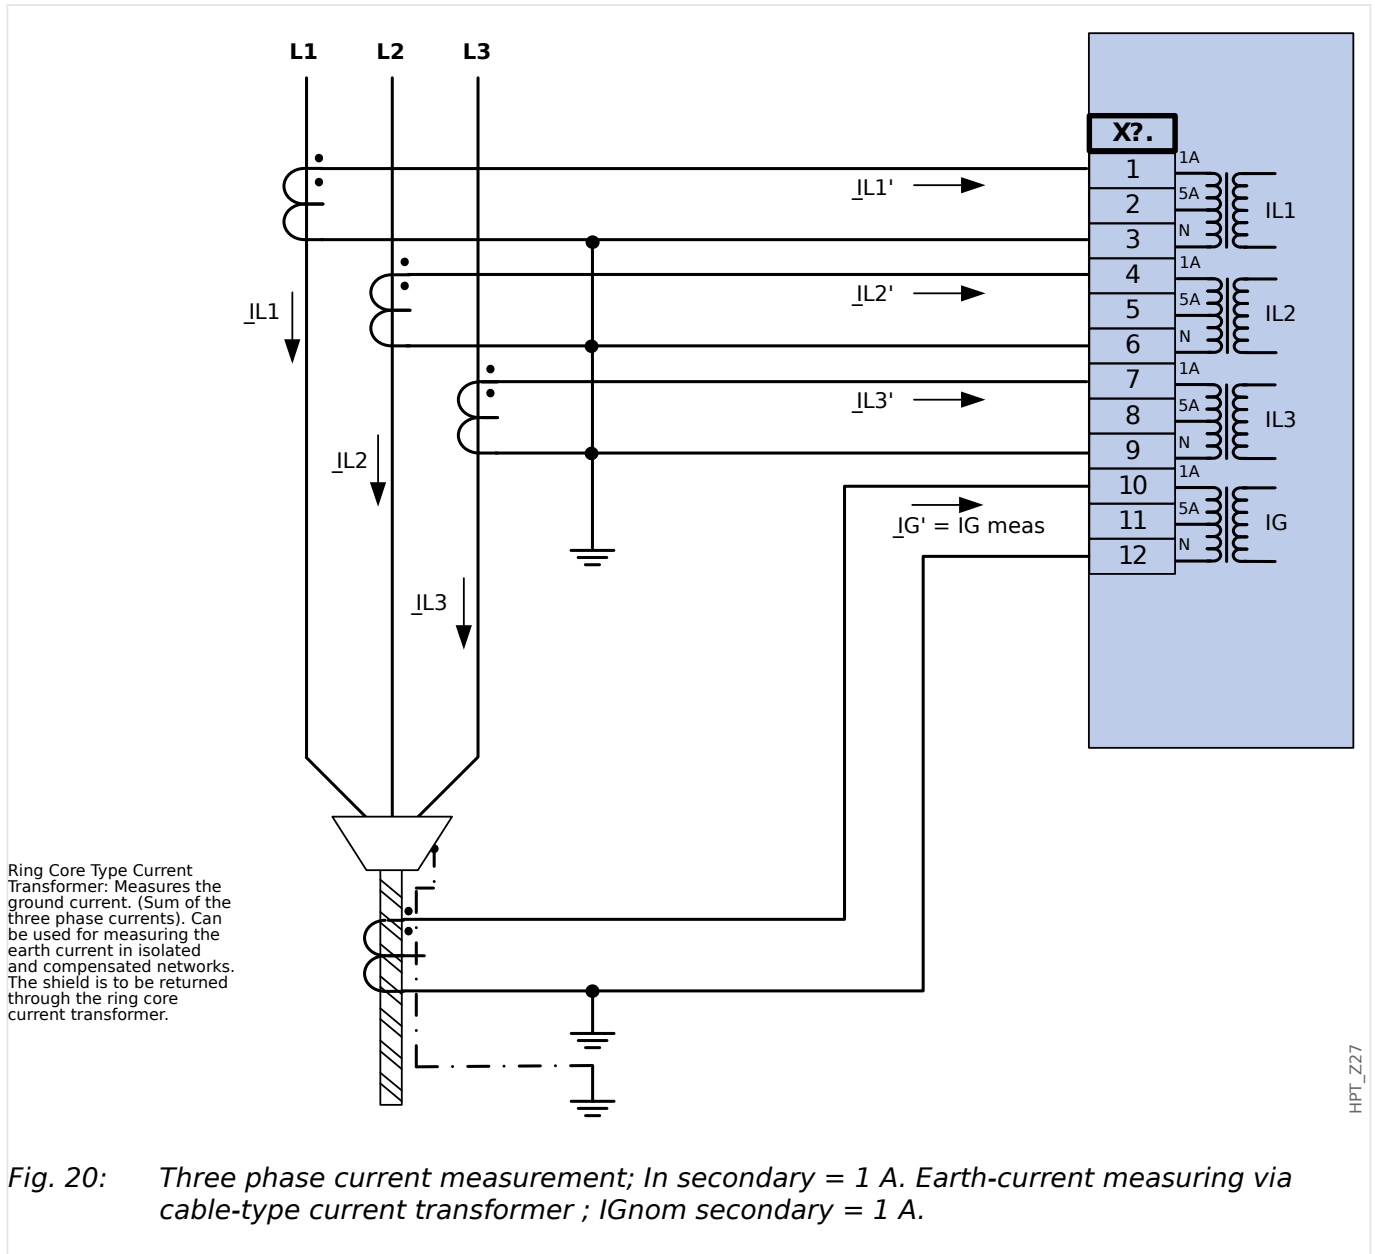 L1 L2 L3
X?.
1 1A
IL1'
2 5A IL1
3 N
4 1A
IL2'
5 5A IL2
IL1
6 N
7 1A
IL3'
8 5A IL3
9 N
IL2
10 1A
IG' = IG meas
11 5A IG
12 N
IL3
Ring Core Type Current
Transformer: Measures the
ground current. (Sum of the
three phase currents). Can
be used for measuring the
earth current in isolated
and compensated networks.
The shield is to be returned
through the ring core
current transformer.
HPT_Z27
Fig. 20: Three phase current measurement; In secondary = 1 A. Earth-current measuring via
cable-type current transformer ; IGnom secondary = 1 A.